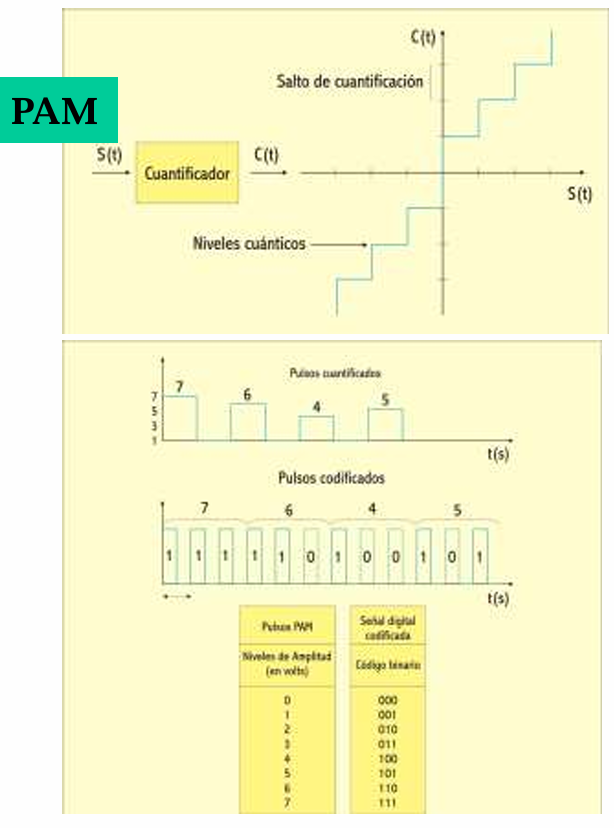 C(t)
Salto de cuantificación
PAM
S(t)
C(t)
Cuantificador
S(t)
Niveles cuánticos
Pulsos cuantificados
7
6
4
5
7
5
3
1
t(s)
Pulsos codificados
7 6 4 5
1 1 1 1 1 0 1 0 0 1 0 1
t(s)
Pulsos PAM
Señal digital
codificada
Niveles de Amplitud
(en volts)
Código binario
0 000
1 001
2 010
3 011
4 100
5 101
6 110
7 111